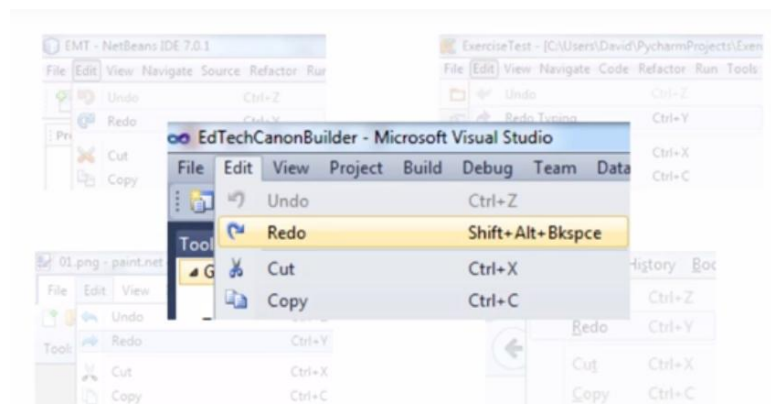 EMT - NetBeans IDE 7.0.1
File Edit View Navigate Source Refactor Run
Undo Ctrl+Z
Redo Ctrl+Y
Cut
Copy
ExerciseTest - [C:\Users\David\PycharmProjects\Exer
File Edit View Navigate Code Refactor Run Tools
Undo Ctrl+Z
Redo Typing Ctrl+Y
Ctrl+X
Ctrl+C
EdTechCanonBuilder - Microsoft Visual Studio
File Edit View Project Build Debug Team Data
Undo Ctrl+Z
Redo Shift+Alt+Bkspce
Cut Ctrl+X
Copy Ctrl+C
01.png - paint.net
File Edit View
Undo
Redo Ctrl+Y
Cut Ctrl+X
Copy Ctrl+C
History
Ctrl+Z
Redo Ctrl+Y
Cut Ctrl+X
Copy Ctrl+C